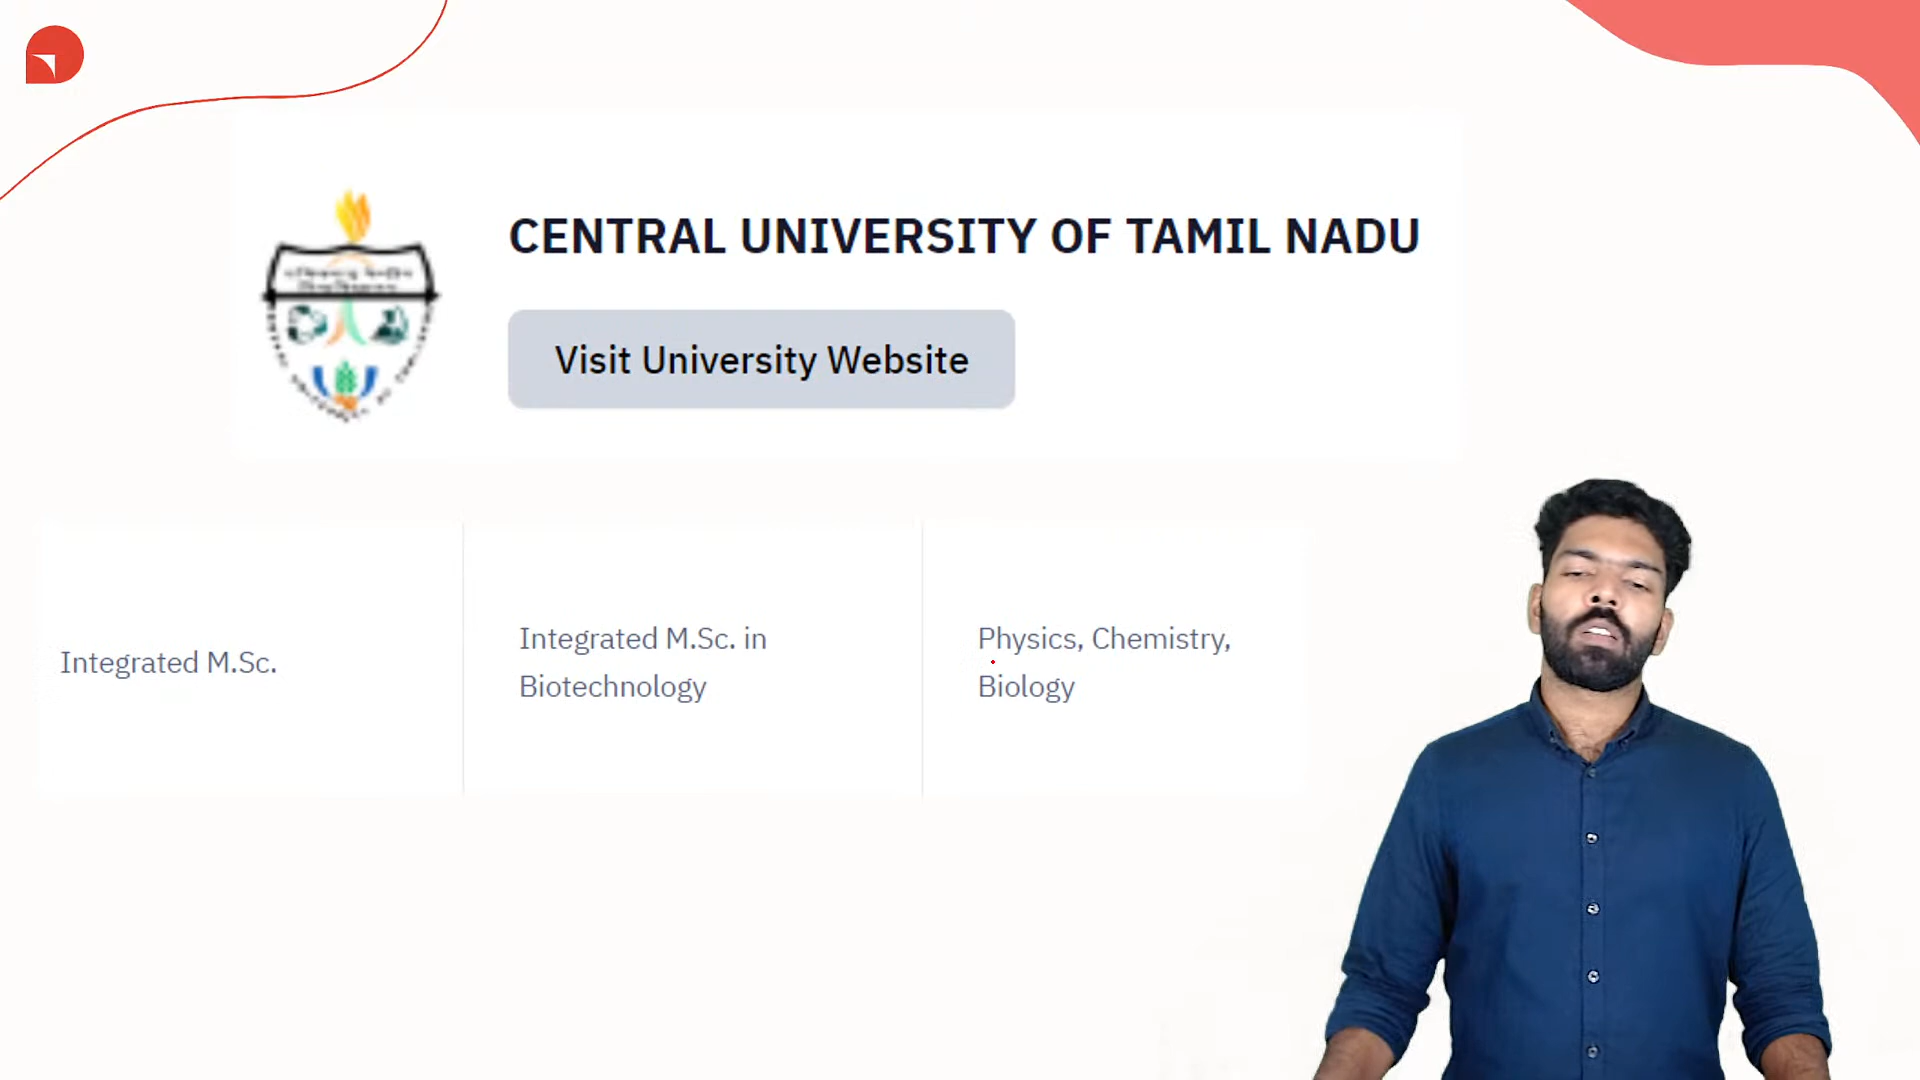 CENTRAL UNIVERSITY OF TAMIL NADU
Visit University Website
Integrated M.Sc.
Integrated M.Sc. in
Biotechnology
Physics, Chemistry,
Biology